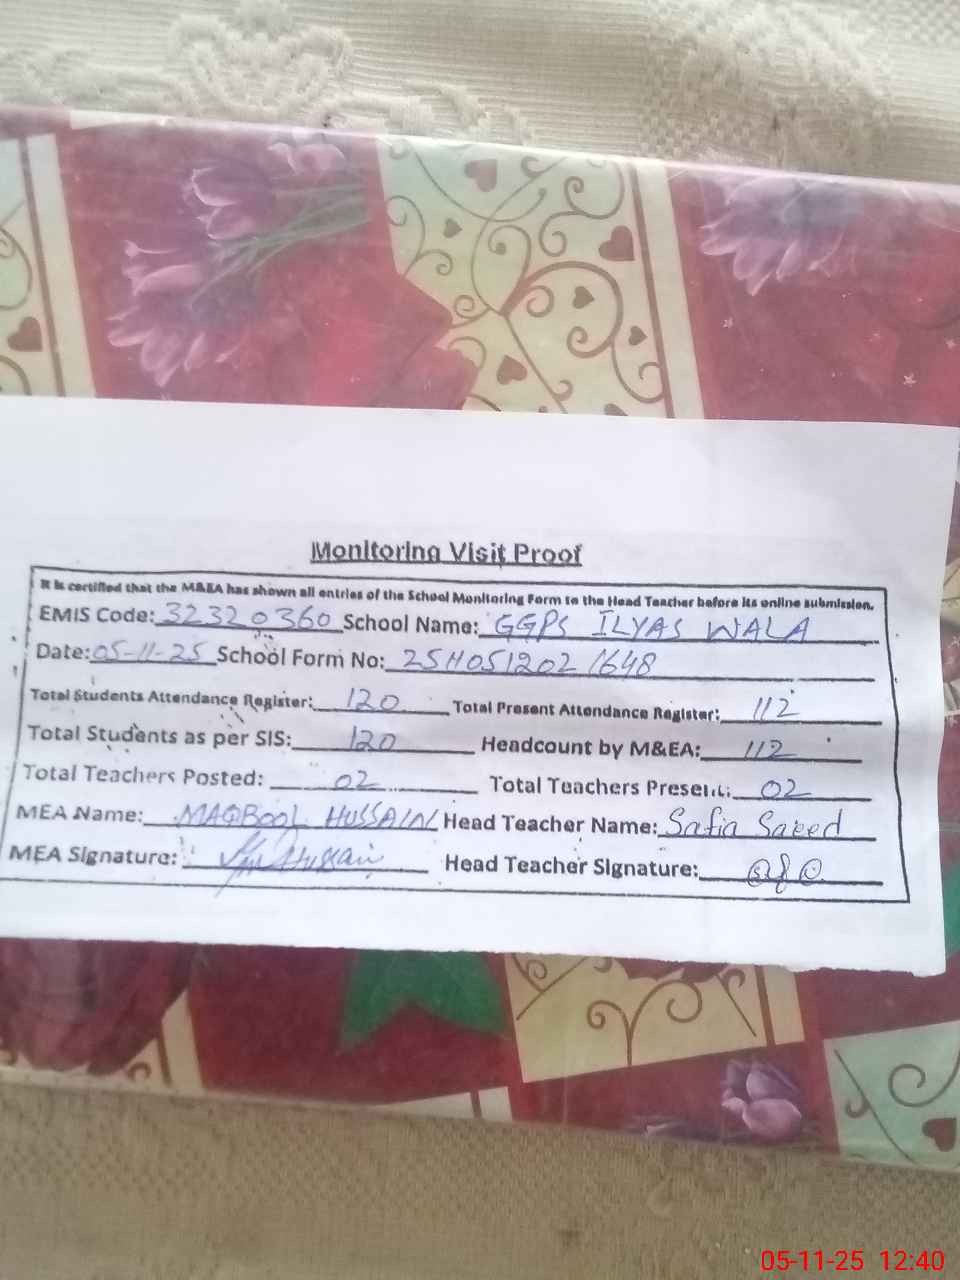 Monitoring Visit Proof
It is certified that the M&EA has shown all entries of the School Monitoring Form to the Head Teacher before its online submission.
EMIS Code: 32320360 School Name: GGPS ILYAS WALA
Date: 05-11-25 School Form No: 25H051202 1648
Total Students Attendance Register: 120 Total Present Attendance Register: 112
Total Students as per SIS: 120 Headcount by M&EA: 112
Total Teachers Posted: 02 Total Teachers Present: 02
MEA Name: MAQBOOL HUSSAIN Head Teacher Name: Safia Saeed
MEA Signature: Hussain Head Teacher Signature:
05-11-25 12:40